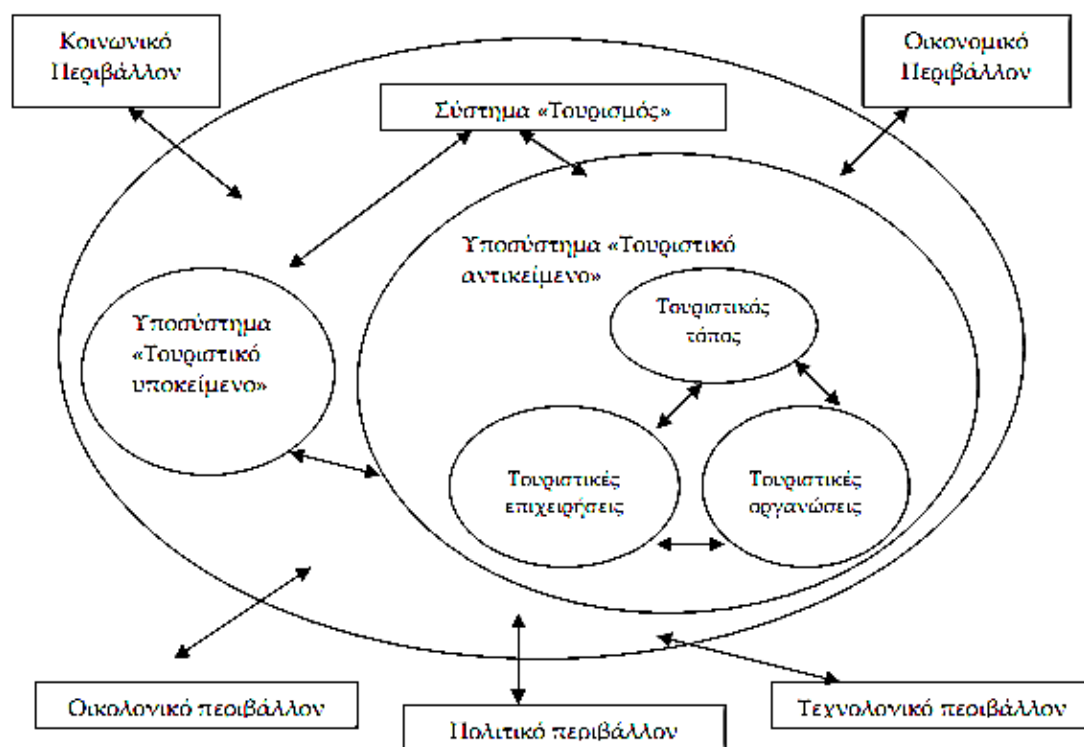 Κοινωνικό
Περιβάλλον
Οικονομικό
Περιβάλλον
Σύστημα «Τουρισμός»
Υποσύστημα «Τουριστικό
αντικείμενο»
Τουριστικός
τόπος
Υποσύστημα
«Τουριστικό
υποκείμενο»
Τουριστικές
επιχειρήσεις
Τουριστικές
οργανώσεις
Οικολογικό περιβάλλον
Πολιτικό περιβάλλον
Τεχνολογικό περιβάλλον